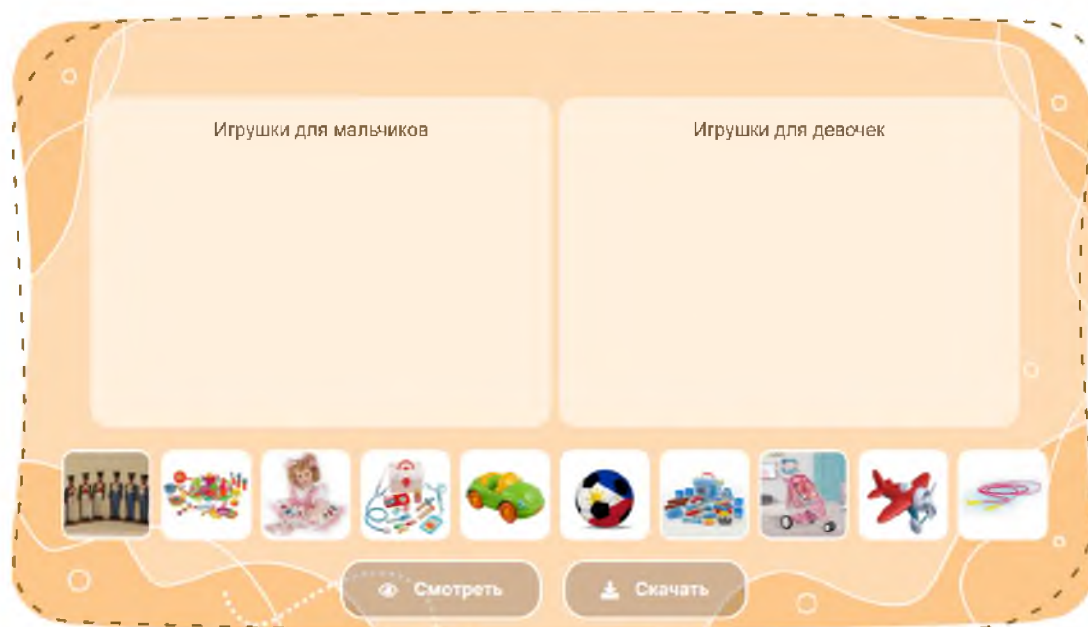 Игрушки для мальчиков
Игрушки для девочек
Смотреть
Скачать